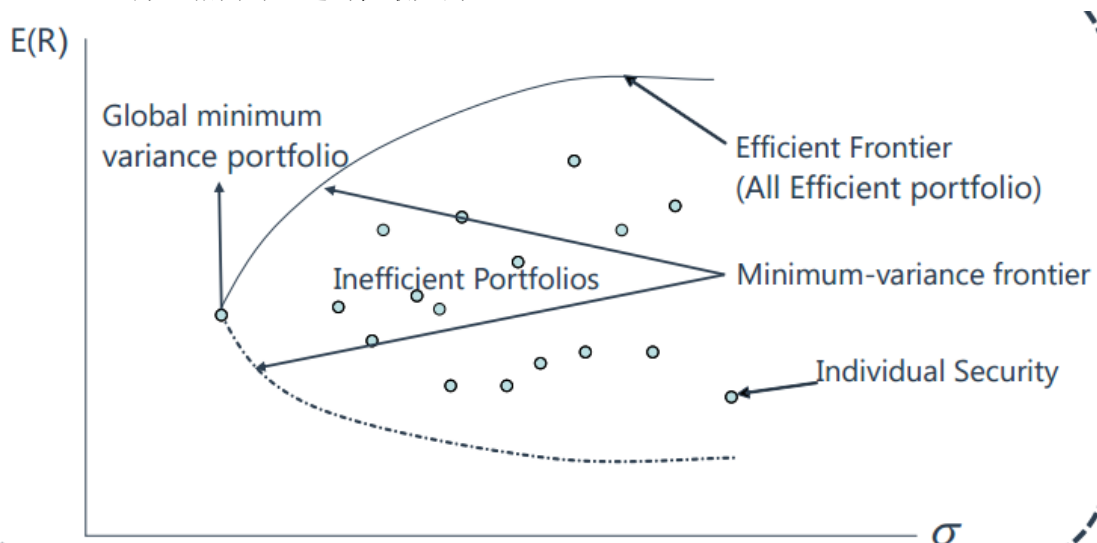 E(R)
Global minimum
variance portfolio
Efficient Frontier
(All Efficient portfolio)
Inefficient Portfolios
Minimum-variance frontier
Individual Security
σ